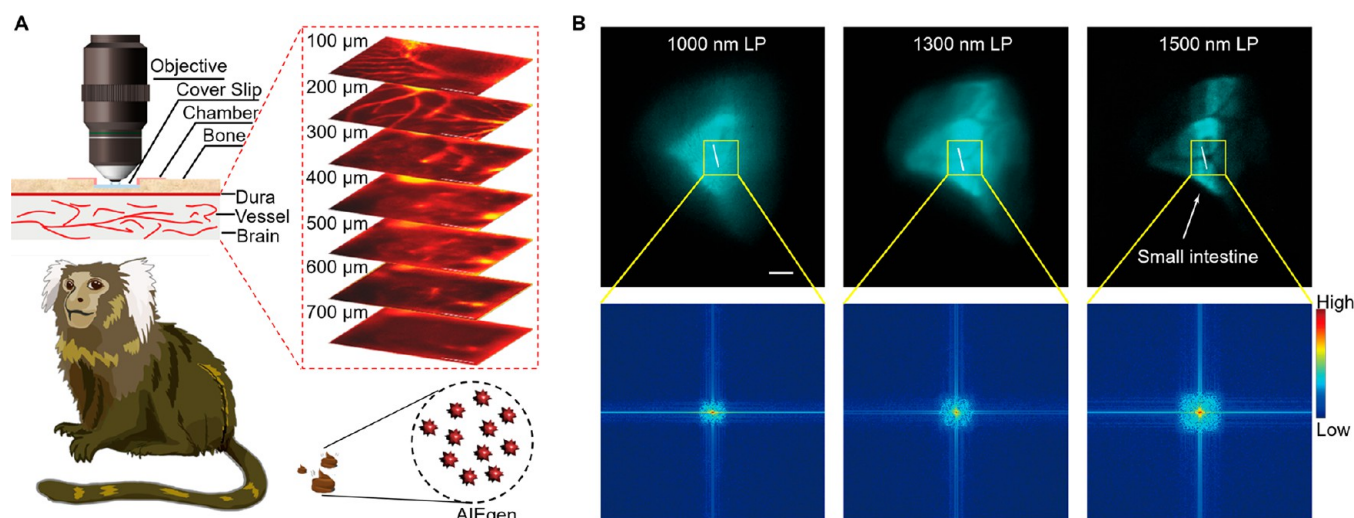 A
100 µm
200 µm
300 µm
400 µm
500 µm
600 µm
700 µm
Objective
Cover Slip
Chamber
Bone
Dura
Vessel
Brain
AIEgen
B
1000 nm LP
1300 nm LP
1500 nm LP
Small intestine
High
Low